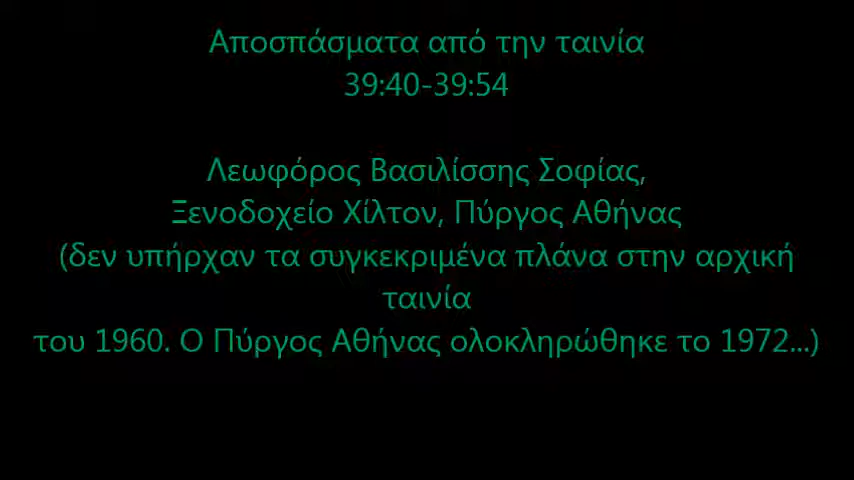 Αποσπάσματα από την ταινία
39:40-39:54
Λεωφόρος Βασιλίσσης Σοφίας,
Ξενοδοχείο Χίλτον, Πύργος Αθήνας
(δεν υπήρχαν τα συγκεκριμένα πλάνα στην αρχική
ταινία
του 1960. Ο Πύργος Αθήνας ολοκληρώθηκε το 1972...)